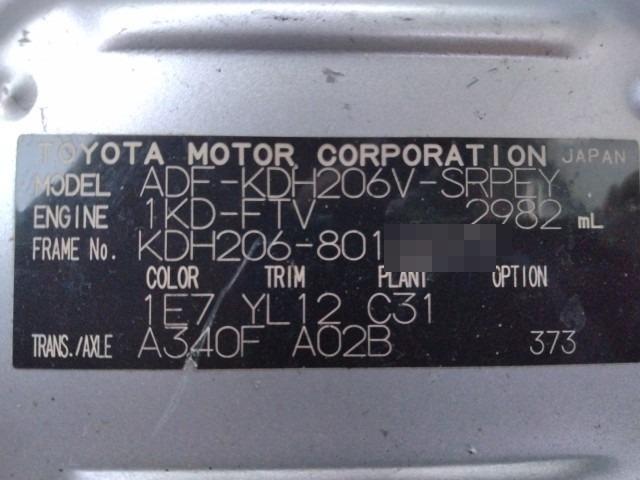 TOYOTA MOTOR CORPORATION JAPAN
MODEL ADF-KDH206V-SRPEY
ENGINE 1KD-FTV 2982 mL
FRAME No. KDH206-801
COLOR TRIM PLANT OPTION
1E7 YL12 C31
TRANS./AXLE A340F A02B 373